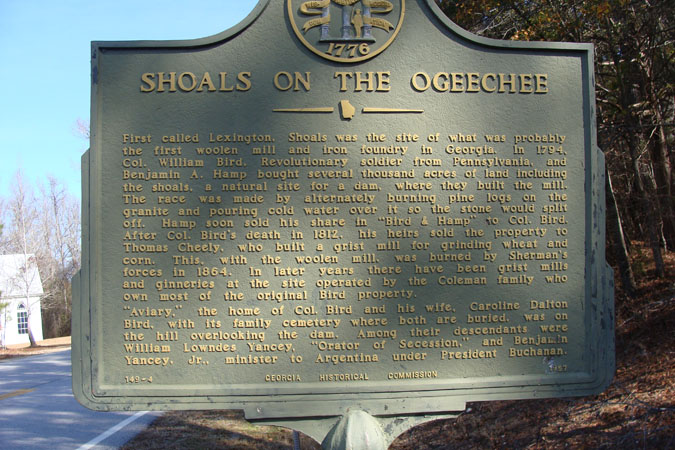 1776
SHOALS ON THE OGEECHEE
First called Lexington, Shoals was the site of what was probably
the first woolen mill and iron foundry in Georgia. In 1794,
Col. William Bird, Revolutionary soldier from Pennsylvania, and
Benjamin A. Hamp bought several thousand acres of land including
the shoals, a natural site for a dam, where they built the mill.
The race was made by alternately burning pine logs on the
granite and pouring cold water over it so the stone would split
off. Hamp soon sold his share in "Bird & Hamp" to Col. Bird.
After Col. Bird's death in 1812, his heirs sold the property to
Thomas Cheely, who built a grist mill for grinding wheat and
corn. This, with the woolen mill, was burned by Sherman's
forces in 1864. In later years there have been grist mills
and ginneries at the site operated by the Coleman family who
own most of the original Bird property.
"Aviary," the home of Col. Bird and his wife, Caroline Dalton
Bird, with its family cemetery where both are buried, was on
the hill overlooking the dam. Among their descendants were
William Lowndes Yancey, "Orator of Secession," and Benjamin
Yancey, Jr., minister to Argentina under President Buchanan.
149-4 GEORGIA HISTORICAL COMMISSION